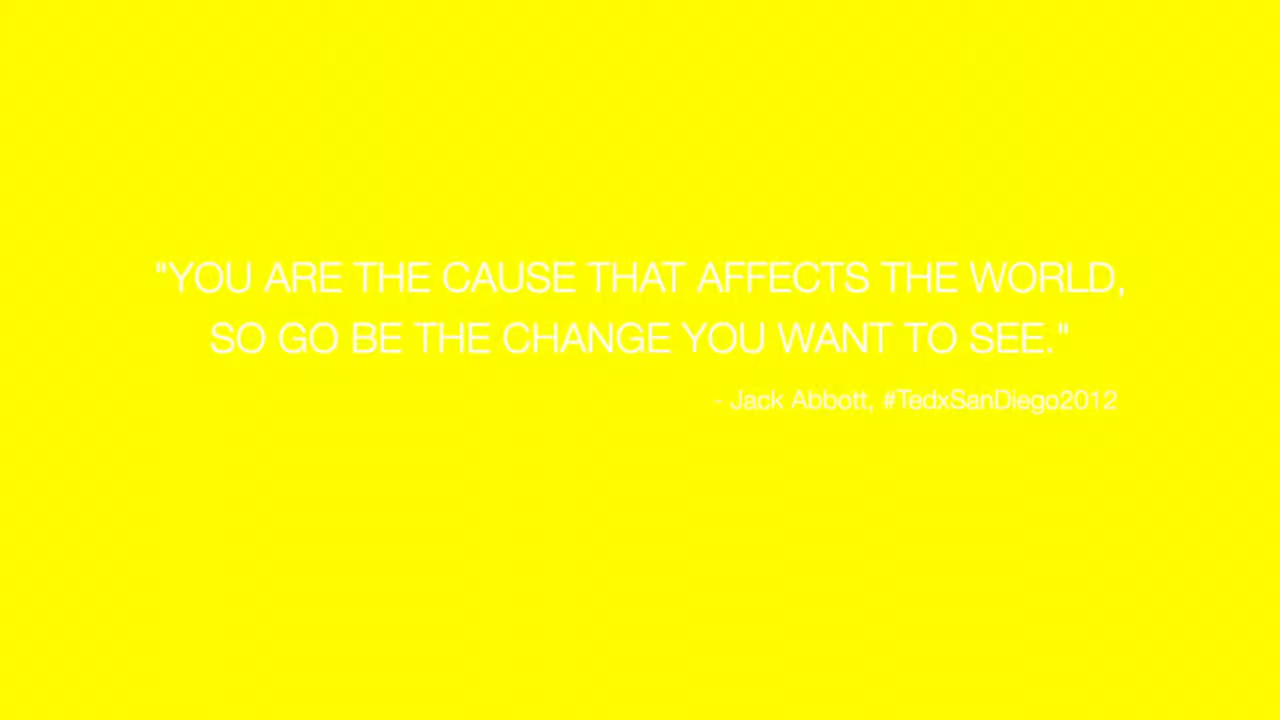 "YOU ARE THE CAUSE THAT AFFECTS THE WORLD,
SO GO BE THE CHANGE YOU WANT TO SEE."
- Jack Abbott, #TedxSanDiego2012